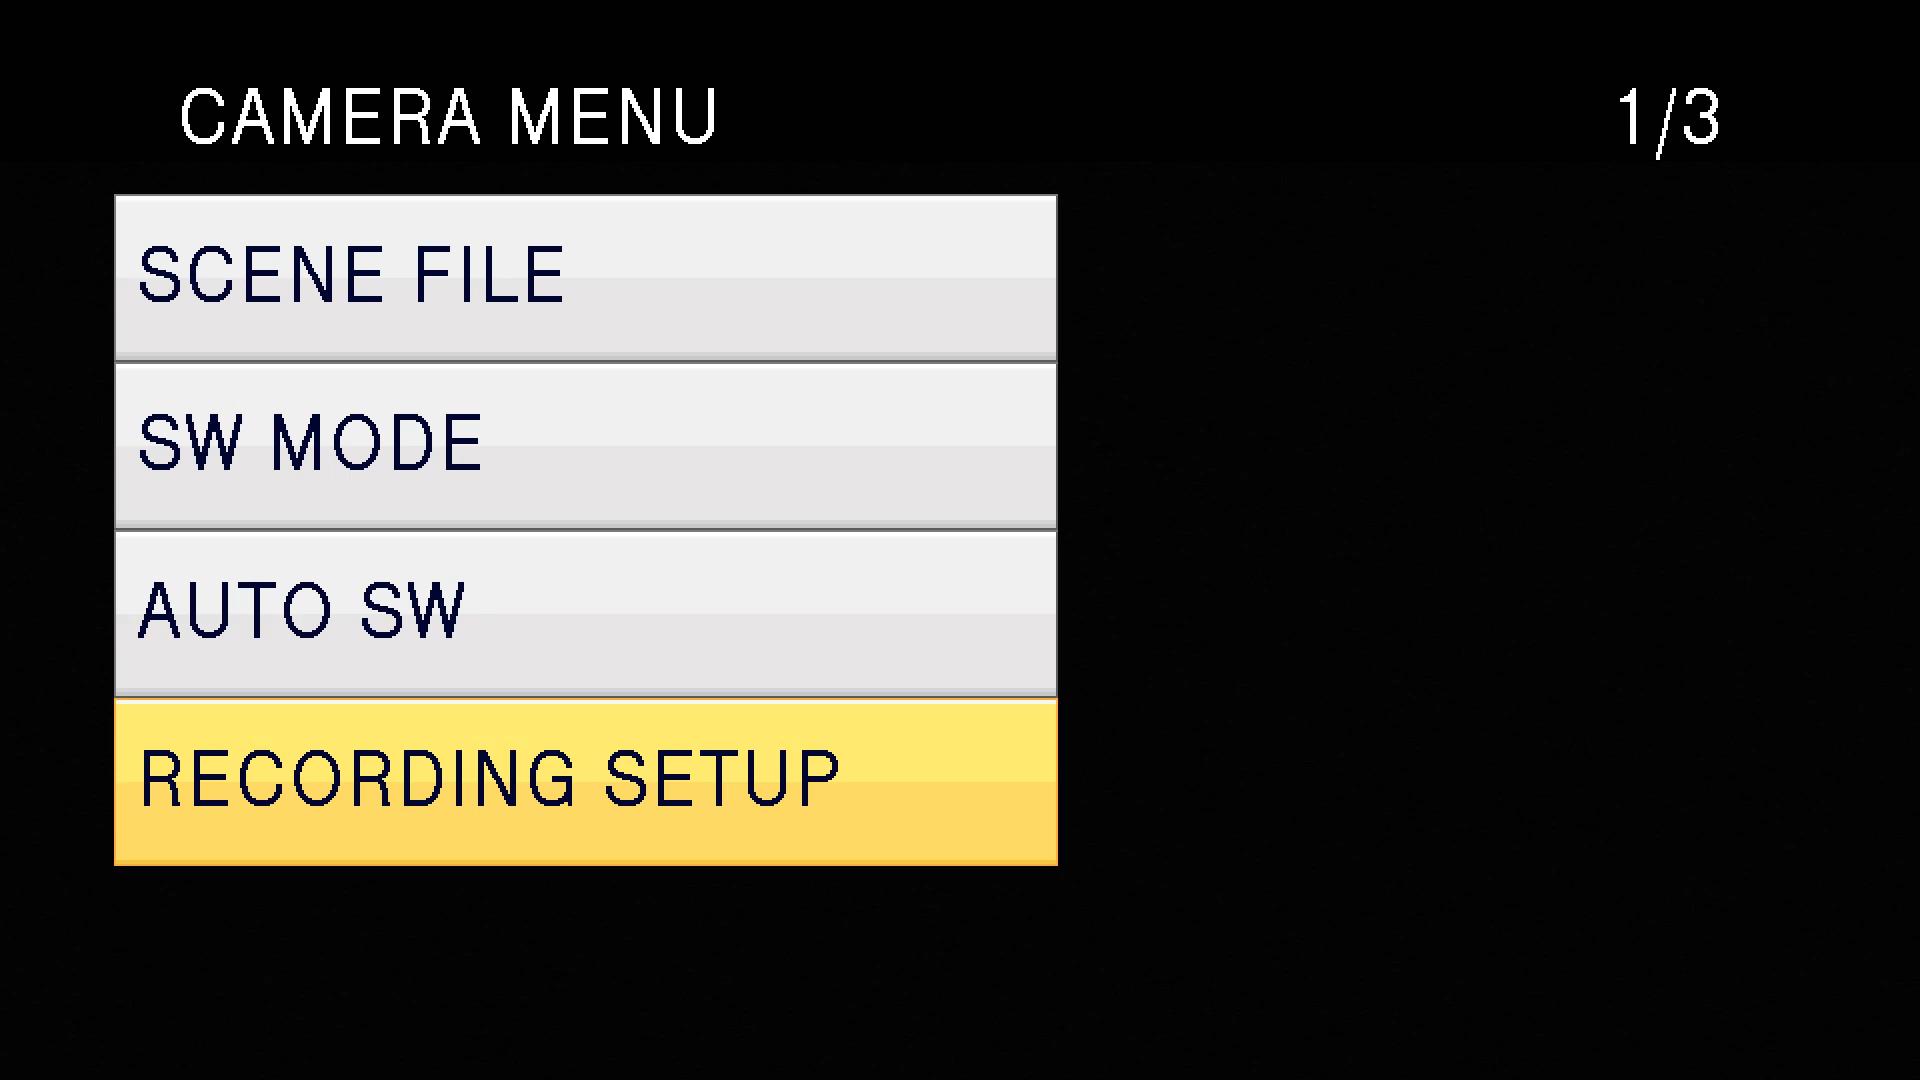 CAMERA MENU 1/3
SCENE FILE
SW MODE
AUTO SW
RECORDING SETUP